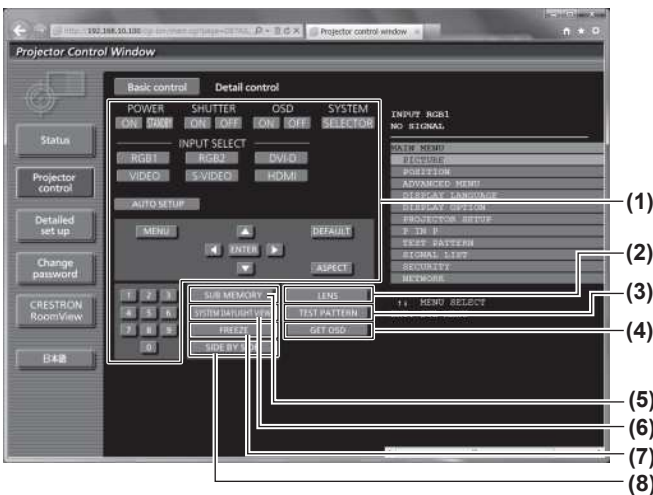 192.168.10.100
Projector control window
Projector Control Window
Basic control
Detail control
POWER
SHUTTER
OSD
SYSTEM
ON
STANDBY
ON
OFF
ON
OFF
SELECTOR
INPUT SELECT
RGB1
RGB2
DVI-D
VIDEO
S-VIDEO
HDMI
AUTO SETUP
MENU
DEFAULT
ENTER
ASPECT
1 2 3
4 5 6
7 8 9
0
SUB MEMORY
SYSTEM DAYLIGHT VIEW
FREEZE
SIDE BY SIDE
LENS
TEST PATTERN
GET OSD
Status
Projector
control
Detailed
set up
Change
password
CRESTRON
RoomView
日本語
INPUT RGB1
NO SIGNAL
MAIN MENU
PICTURE
POSITION
ADVANCED MENU
DISPLAY LANGUAGE
DISPLAY OPTION
PROJECTOR SETUP
P IN P
TEST PATTERN
SIGNAL LIST
SECURITY
NETWORK
MENU SELECT
(1)
(2)
(3)
(4)
(5)
(6)
(7)
(8)